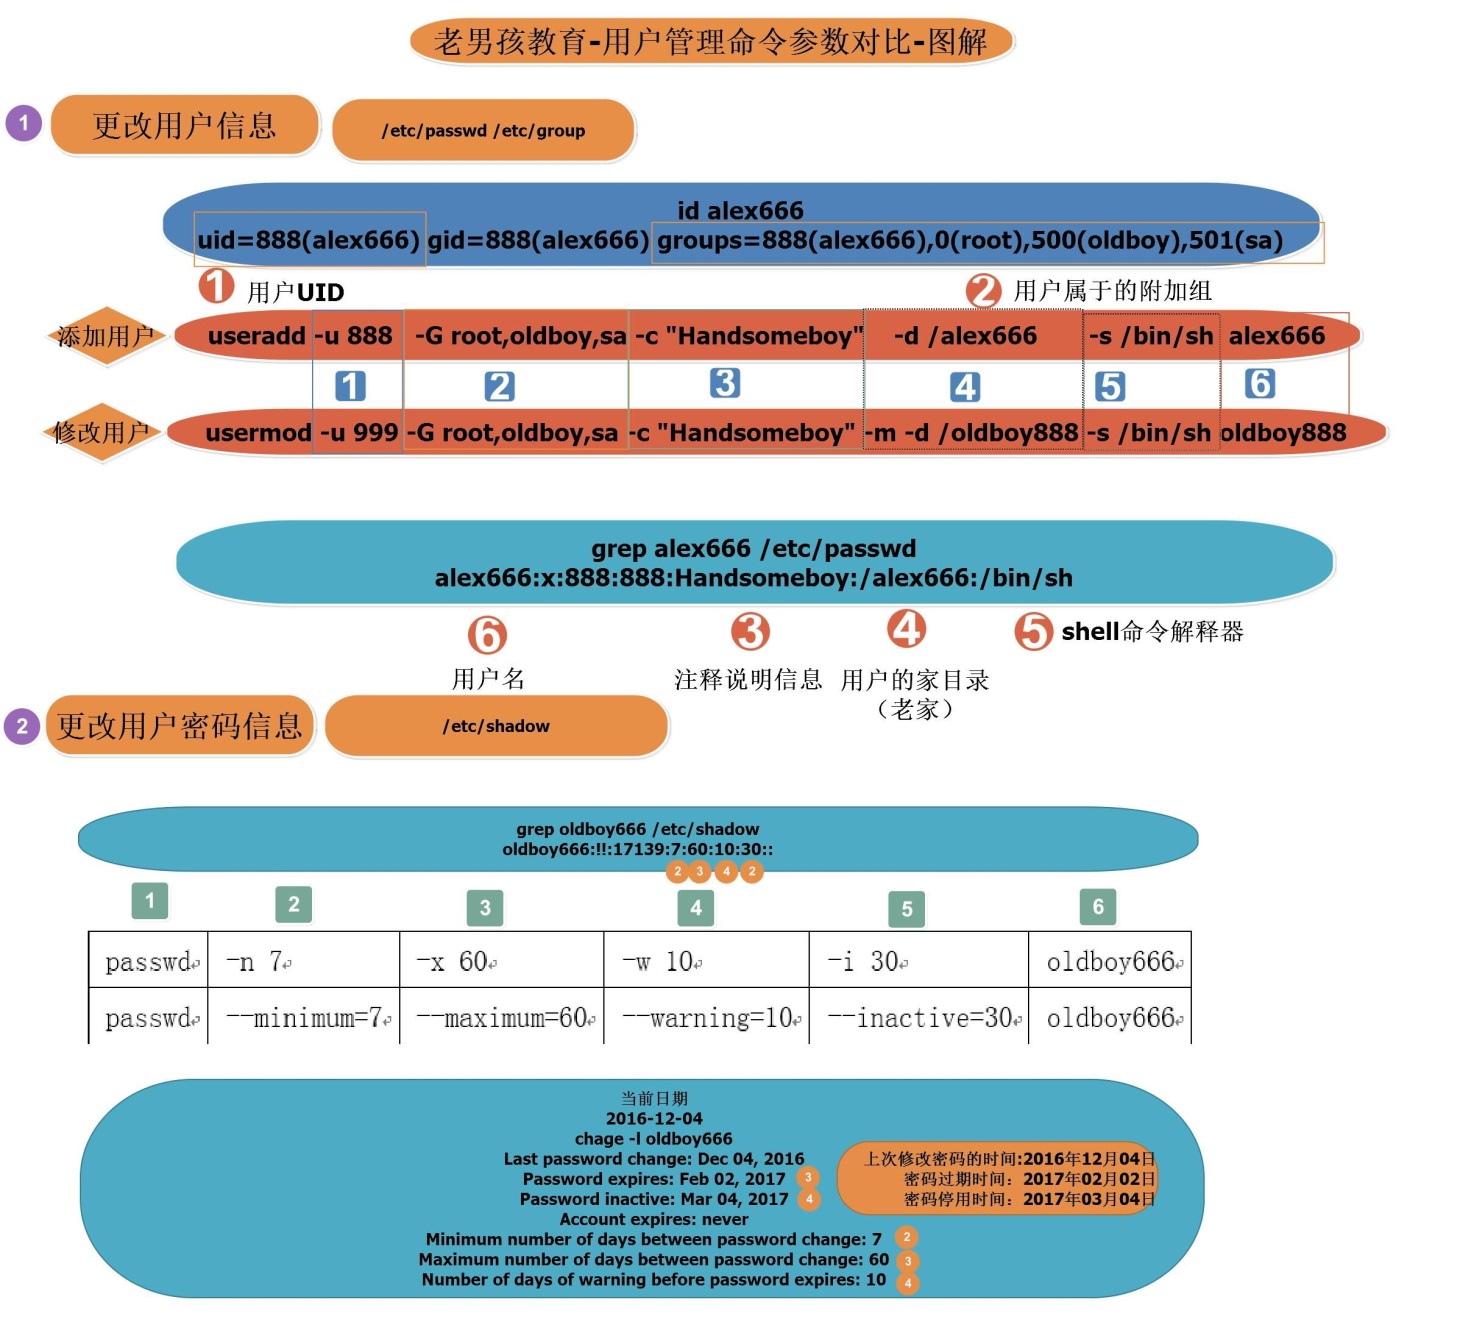 老男孩教育-用户管理命令参数对比-图解
1 更改用户信息 /etc/passwd /etc/group
id alex666
uid=888(alex666) gid=888(alex666) groups=888(alex666),0(root),500(oldboy),501(sa)
1 用户UID 2 用户属于的附加组
添加用户 useradd -u 888 -G root,oldboy,sa -c "Handsomeboy" -d /alex666 -s /bin/sh alex666
1 2 3 4 5 6
修改用户 usermod -u 999 -G root,oldboy,sa -c "Handsomeboy" -m -d /oldboy888 -s /bin/sh oldboy888
grep alex666 /etc/passwd
alex666:x:888:888:Handsomeboy:/alex666:/bin/sh
6 3 4 5 shell命令解释器
用户名 注释说明信息 用户的家目录
（老家）
2 更改用户密码信息 /etc/shadow
grep oldboy666 /etc/shadow
oldboy666:!!:17139:7:60:10:30::
2 3 4 2
1 2 3 4 5 6
passwd -n 7 -x 60 -w 10 -i 30 oldboy666
passwd --minimum=7 --maximum=60 --warning=10 --inactive=30 oldboy666
当前日期
2016-12-04
chage -l oldboy666
Last password change: Dec 04, 2016
Password expires: Feb 02, 2017 3
Password inactive: Mar 04, 2017 4
Account expires: never
Minimum number of days between password change: 7 2
Maximum number of days between password change: 60 3
Number of days of warning before password expires: 10 4
上次修改密码的时间:2016年12月04日
密码过期时间：2017年02月02日
密码停用时间：2017年03月04日